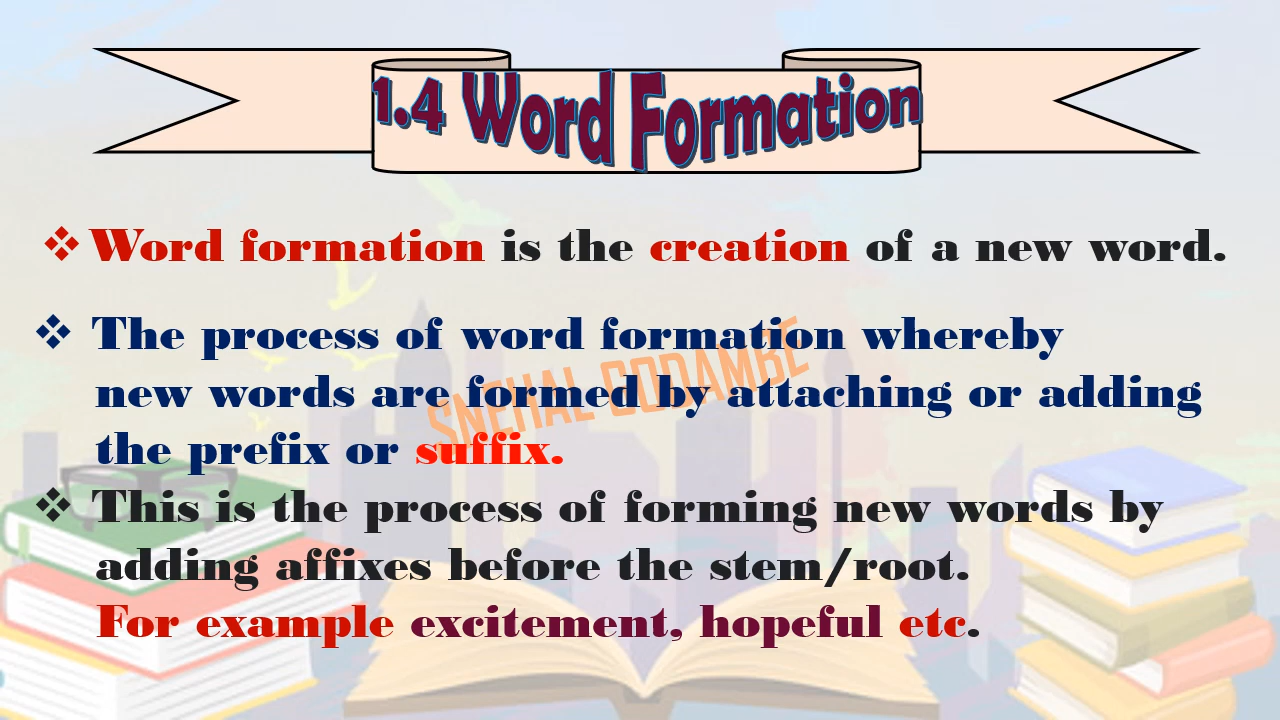 1.4 Word Formation
❖ Word formation is the creation of a new word.
❖ The process of word formation whereby
new words are formed by attaching or adding
the prefix or suffix.
SNEHAL GODAMBE
❖ This is the process of forming new words by
adding affixes before the stem/root.
For example excitement, hopeful etc.